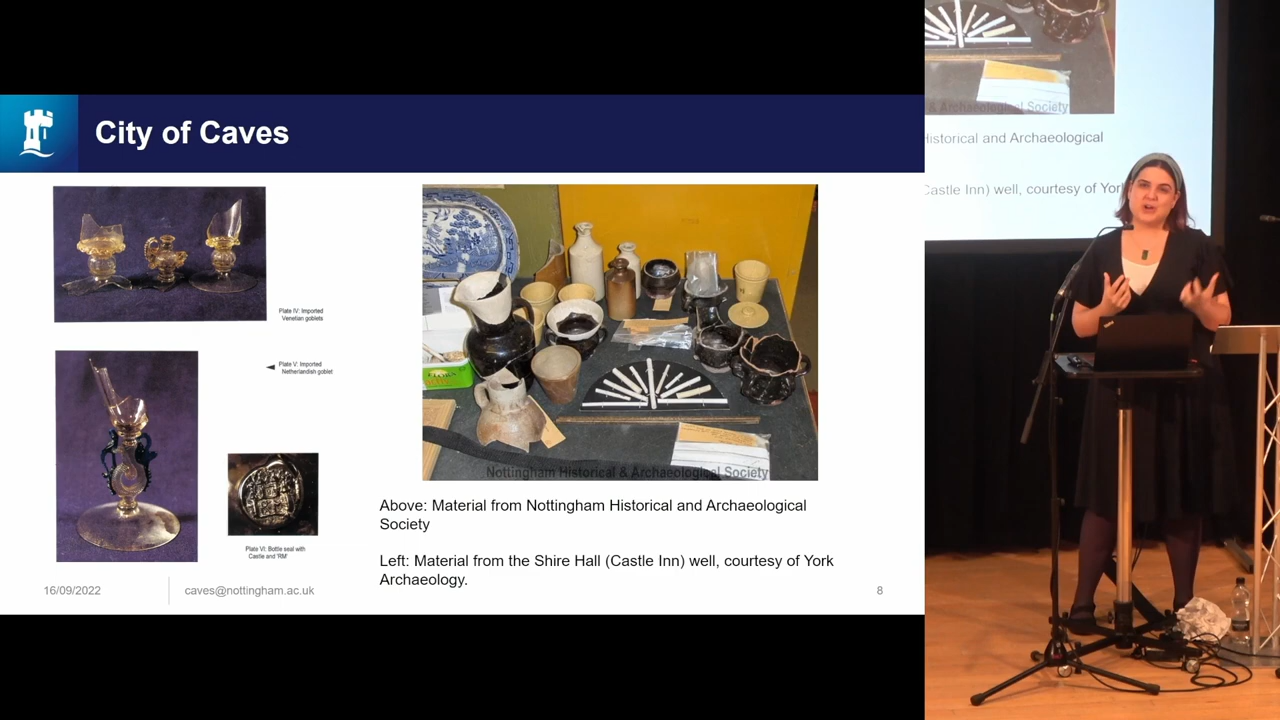 City of Caves
Plate IV: Imported
Venetian goblets
Plate V: Imported
Netherlandish goblet
Plate VI: Bottle seal with
Castle and 'RM'
Nottingham Historical & Archaeological Society
Above: Material from Nottingham Historical and Archaeological
Society
Left: Material from the Shire Hall (Castle Inn) well, courtesy of York
Archaeology.
16/09/2022
caves@nottingham.ac.uk
8
& Archaeological Society
Historical and Archaeological
Castle Inn) well, courtesy of Yor